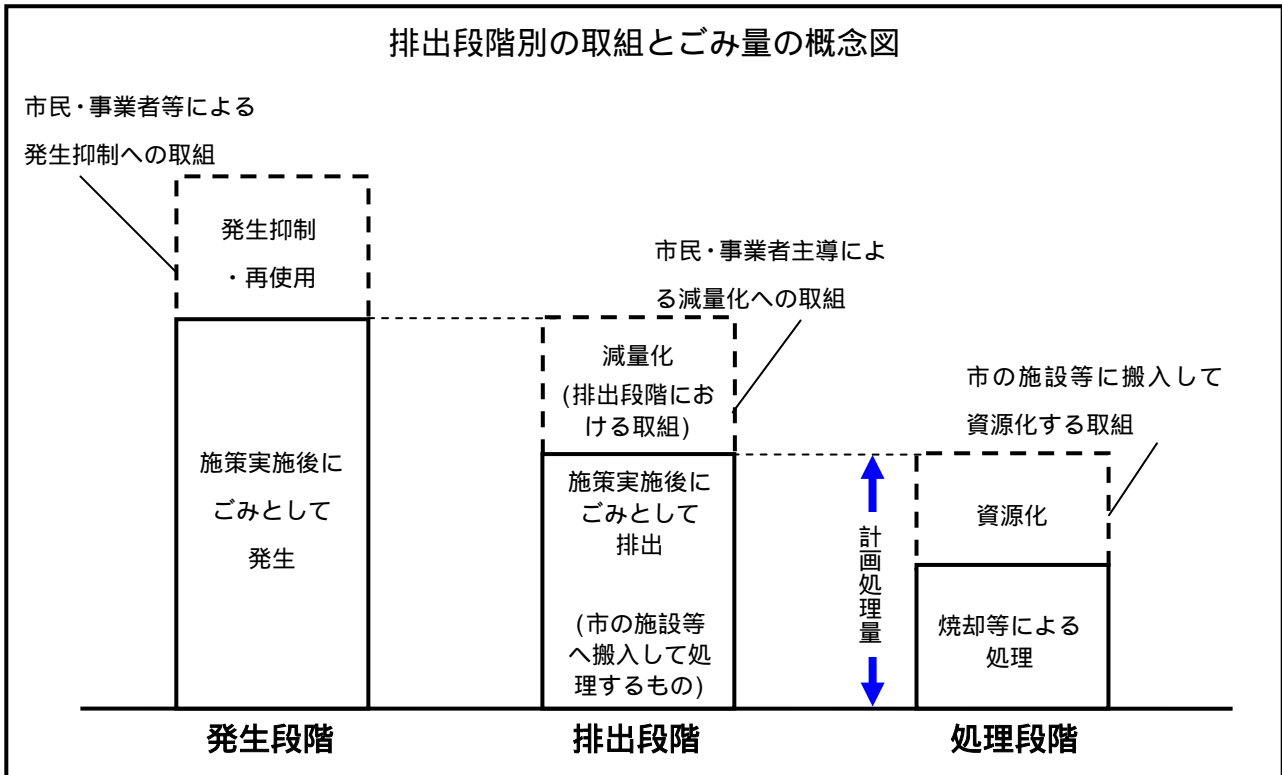 排出段階別の取組とごみ量の概念図
市民・事業者等による
発生抑制への取組
発生抑制
・再使用
施策実施後に
ごみとして
発生
市民・事業者主導によ
る減量化への取組
減量化
(排出段階にお
ける取組)
施策実施後に
ごみとして
排出
(市の施設等
へ搬入して処
理するもの)
計画処理量
市の施設等に搬入して
資源化する取組
資源化
焼却等による
処理
発生段階
排出段階
処理段階